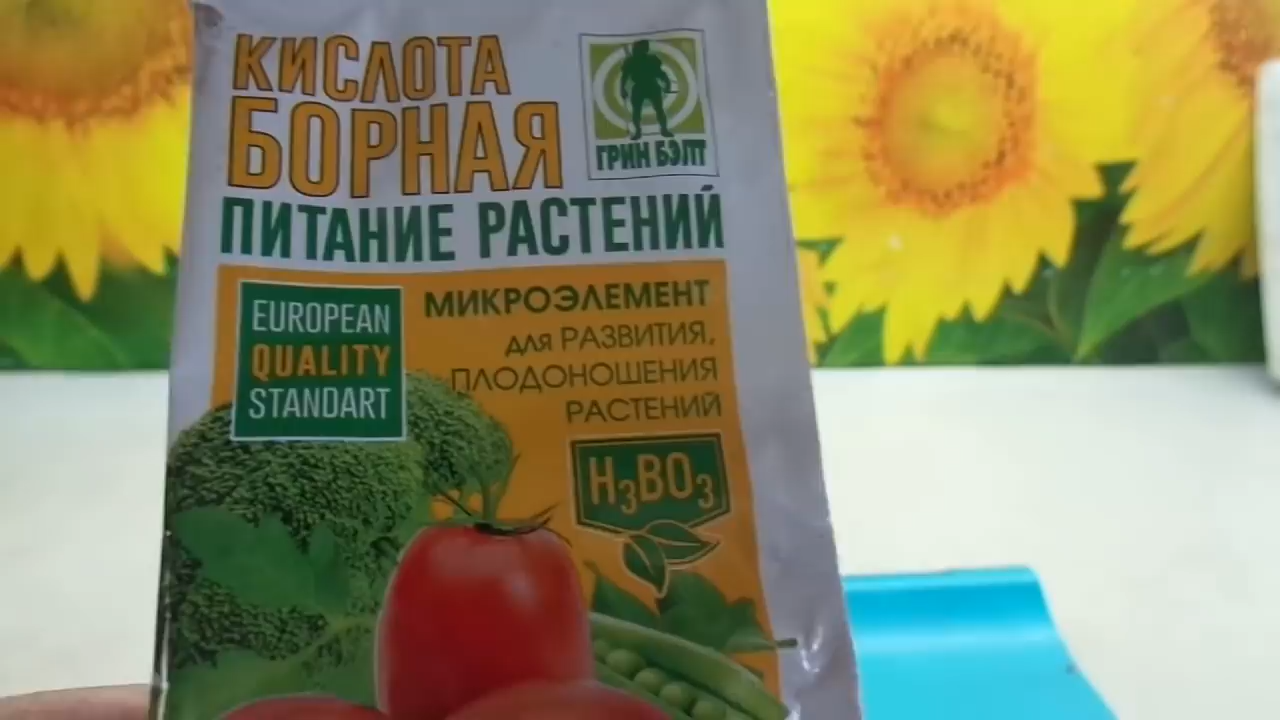 КИСЛОТА
БОРНАЯ
ГРИН БЭЛТ
ПИТАНИЕ РАСТЕНИЙ
EUROPEAN
QUALITY
STANDART
МИКРОЭЛЕМЕНТ
для РАЗВИТИЯ,
ПЛОДОНОШЕНИЯ
РАСТЕНИЙ
H₃BO₃